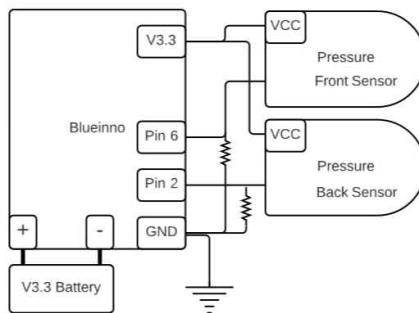 V3.3
VCC
Pressure
Front Sensor
Blueinno
Pin 6
VCC
Pressure
Back Sensor
Pin 2
+
-
GND
V3.3 Battery